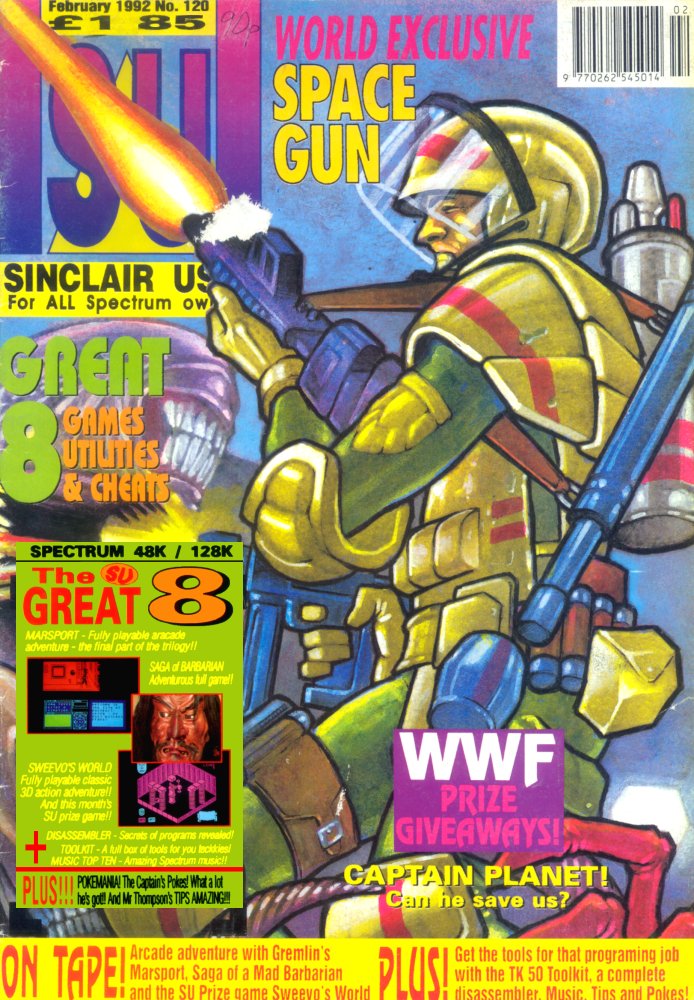 February 1992 No. 120
£1 85
90p
WORLD EXCLUSIVE
SPACE
GUN
02
9 770262 545014
SU
SINCLAIR US
For ALL Spectrum ow
GREAT
8
GAMES
UTILITIES
& CHEATS
SPECTRUM 48K / 128K
The SU
GREAT 8
MARSPORT - Fully playable aracade
adventure - the final part of the trilogy!!
SAGA of BARBARIAN
Adventurous full game!!
SWEEVO'S WORLD
Fully playable classic
3D action adventure!!
And this month's
SU prize game!!
+
DISASSEMBLER - Secrets of programs revealed!
TOOLKIT - A full box of tools for you teckkies!
MUSIC TOP TEN - Amazing Spectrum music!!
PLUS!!! POKEMANIA! The Captain's Pokes! What a lot
he's got!! And Mr Thompson's TIPS AMAZING!!!
WWF
PRIZE
GIVEAWAYS!
CAPTAIN PLANET!
Can he save us?
ON TAPE!
Arcade adventure with Gremlin's
Marsport, Saga of a Mad Barbarian
and the SU Prize game Sweevo's World
PLUS!
Get the tools for that programing job
with the TK 50 Toolkit, a complete
disassembler, Music, Tips and Pokes!